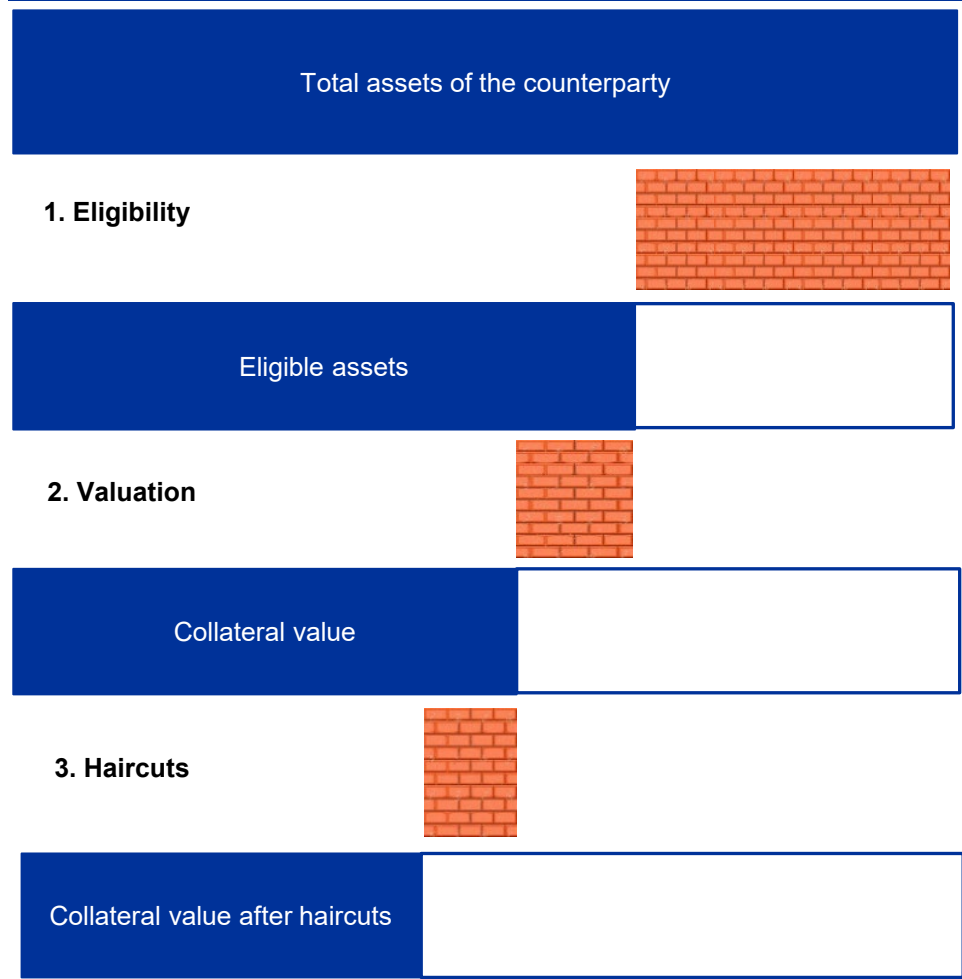 Total assets of the counterparty
1. Eligibility
Eligible assets
2. Valuation
Collateral value
3. Haircuts
Collateral value after haircuts